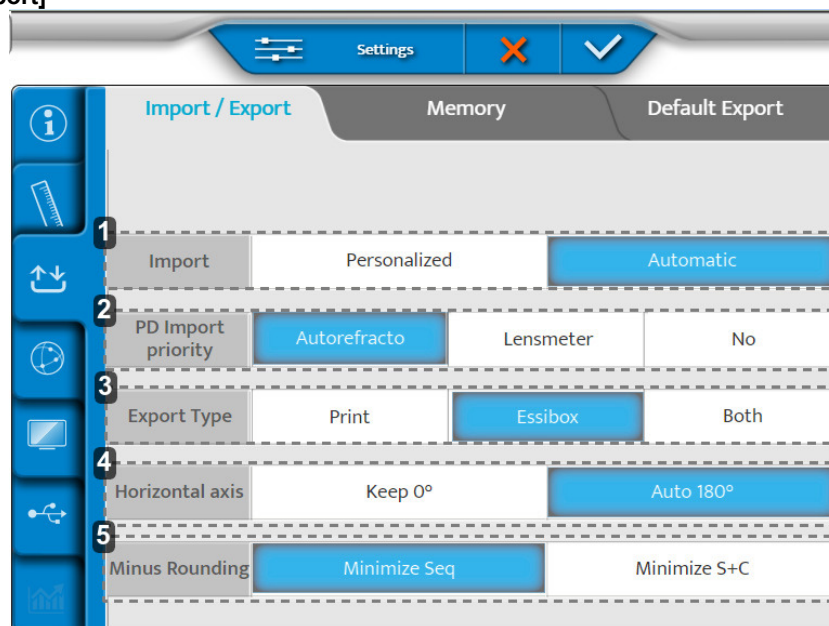 port]
Settings
Import / Export Memory Default Export
1
Import Personalized Automatic
2
PD Import priority Autorefracto Lensmeter No
3
Export Type Print Essibox Both
4
Horizontal axis Keep 0° Auto 180°
5
Minus Rounding Minimize Seq Minimize S+C